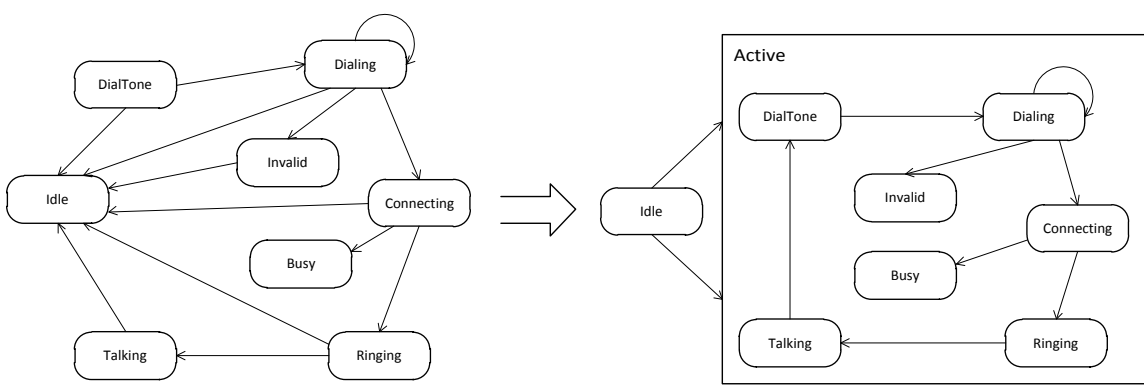 Dialing
DialTone
Invalid
Idle
Connecting
Busy
Talking
Ringing
Active
DialTone
Dialing
Invalid
Idle
Connecting
Busy
Talking
Ringing